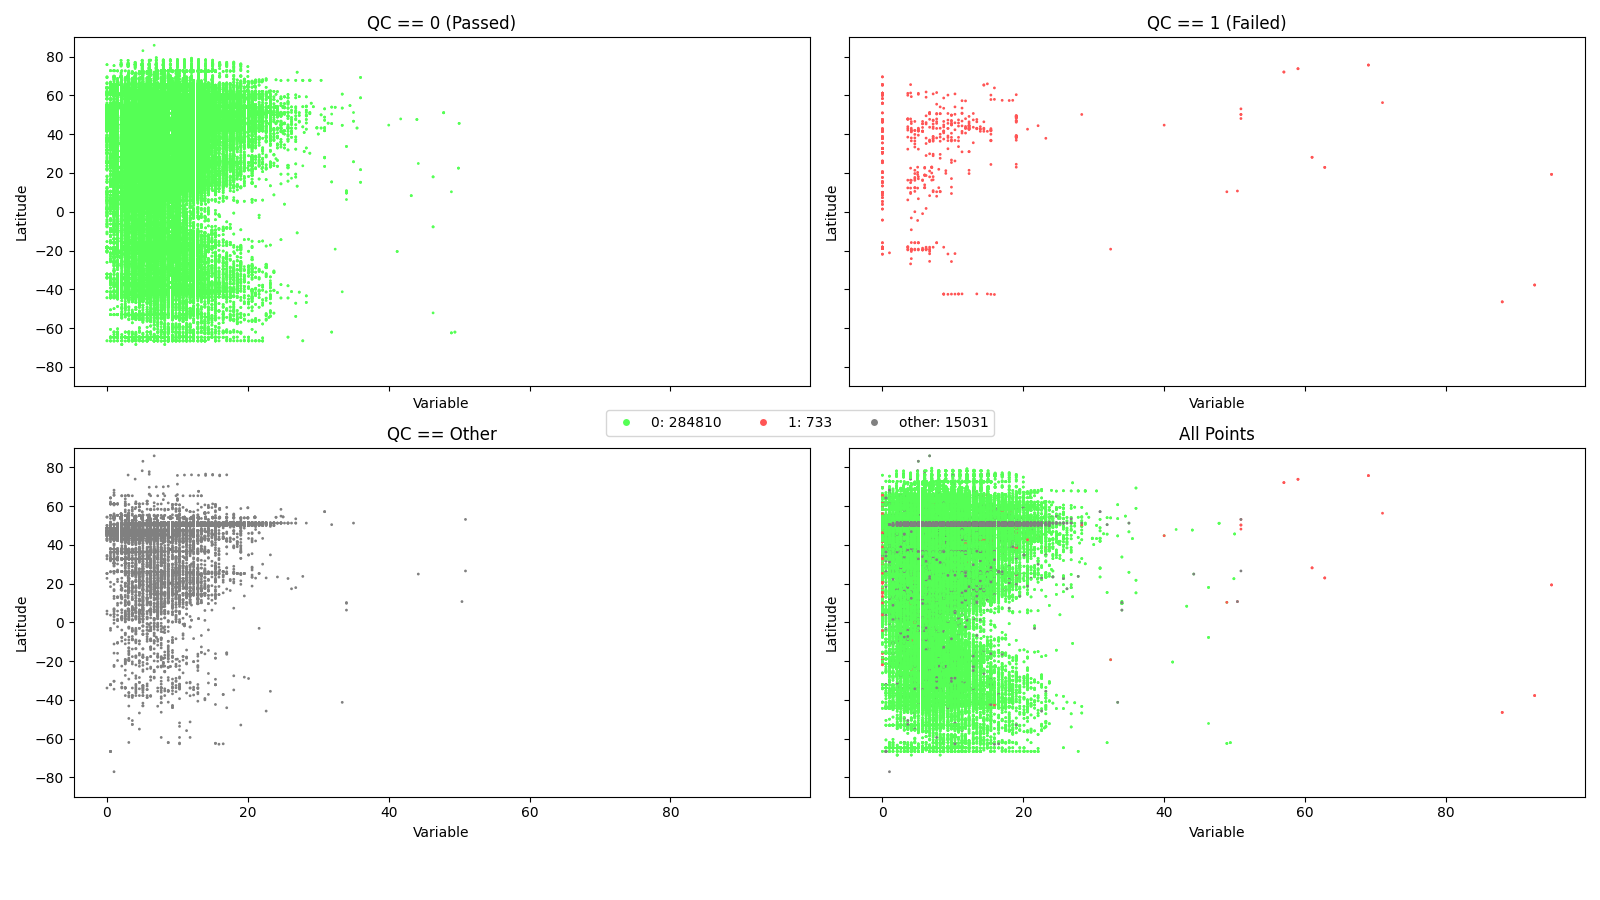 QC == 0 (Passed)
QC == 1 (Failed)
80
60
40
20
0
−20
−40
−60
−80
Latitude
Latitude
Variable
Variable
0: 284810
1: 733
other: 15031
QC == Other
All Points
80
60
40
20
0
−20
−40
−60
−80
Latitude
Latitude
0 20 40 60 80
0 20 40 60 80
Variable
Variable